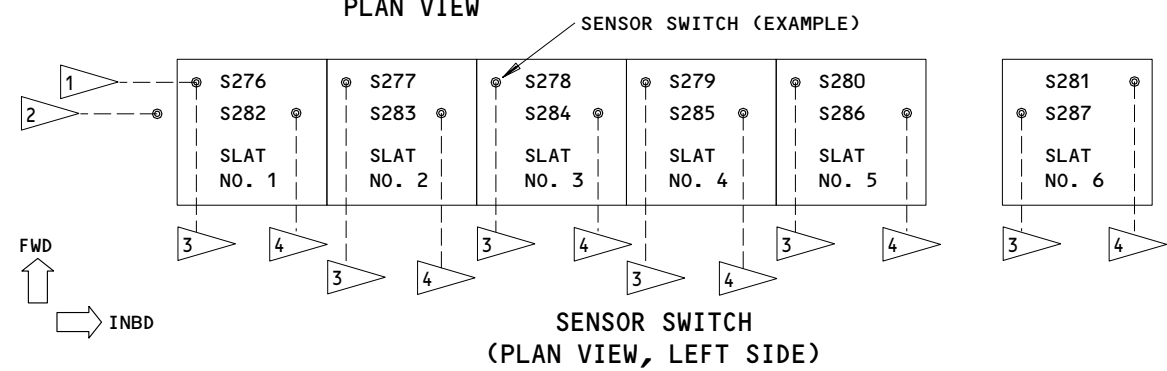 PLAN VIEW
SENSOR SWITCH (EXAMPLE)
1
2
S276
S282
SLAT
NO. 1
S277
S283
SLAT
NO. 2
S278
S284
SLAT
NO. 3
S279
S285
SLAT
NO. 4
S280
S286
SLAT
NO. 5
S281
S287
SLAT
NO. 6
3
4
3
4
3
4
3
4
3
4
3
4
FWD
INBD
SENSOR SWITCH
(PLAN VIEW, LEFT SIDE)